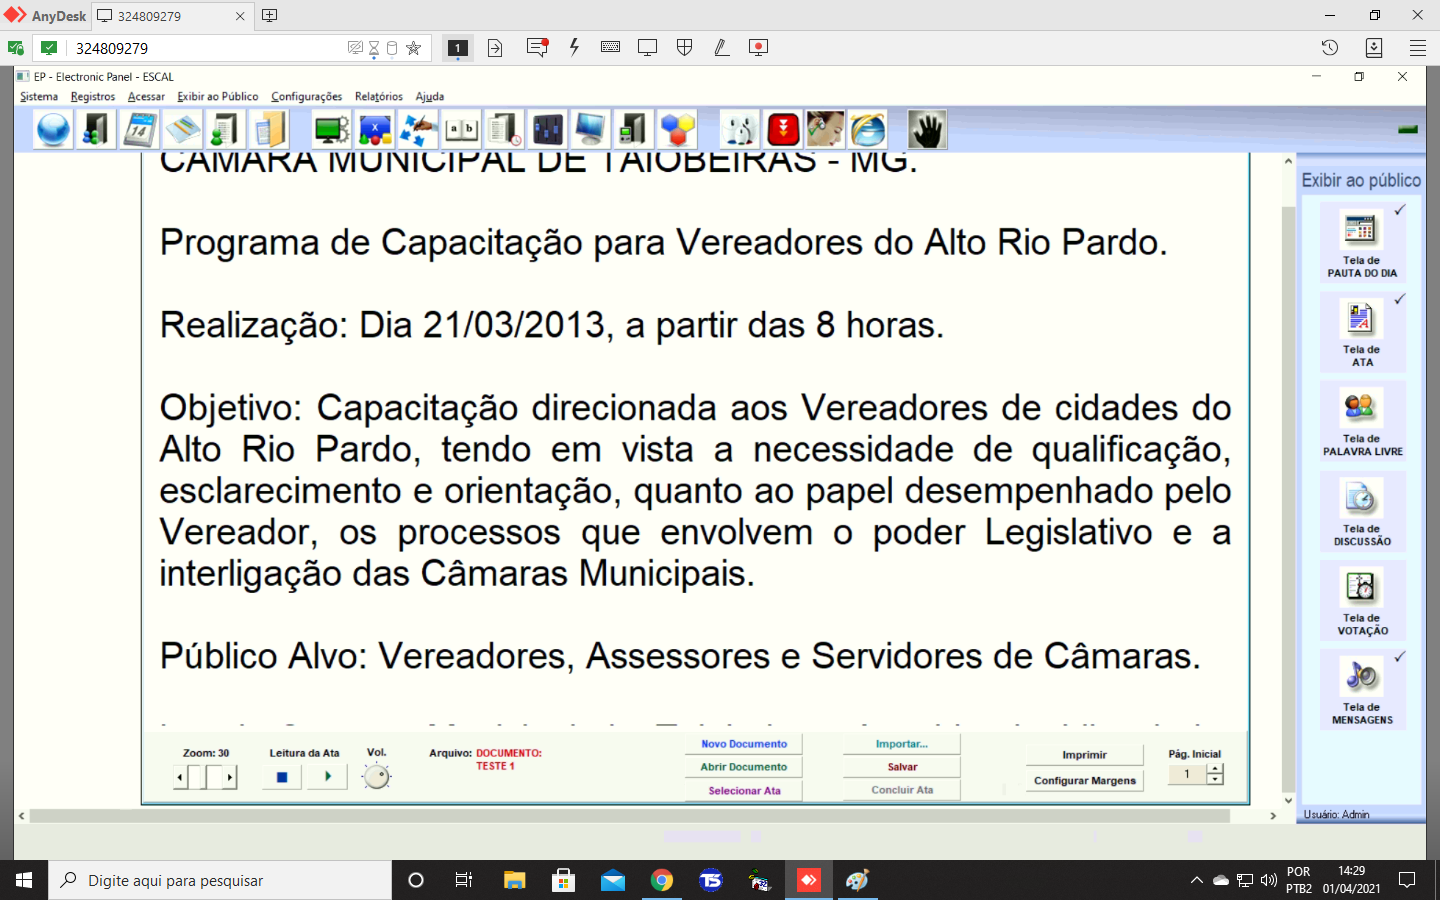 AnyDesk
324809279
324809279
1
EP - Electronic Panel - ESCAL
Sistema Registros Acessar Exibir ao Público Configurações Relatórios Ajuda
14
X
a b
CÂMARA MUNICIPAL DE TAIOBEIRAS - MG.
Programa de Capacitação para Vereadores do Alto Rio Pardo.
Realização: Dia 21/03/2013, a partir das 8 horas.
Objetivo: Capacitação direcionada aos Vereadores de cidades do
Alto Rio Pardo, tendo em vista a necessidade de qualificação,
esclarecimento e orientação, quanto ao papel desempenhado pelo
Vereador, os processos que envolvem o poder Legislativo e a
interligação das Câmaras Municipais.
Público Alvo: Vereadores, Assessores e Servidores de Câmaras.
Exibir ao público
Tela de
PAUTA DO DIA
Tela de
ATA
Tela de
PALAVRA LIVRE
Tela de
DISCUSSÃO
Tela de
VOTAÇÃO
Tela de
MENSAGENS
Usuário: Admin
Zoom: 30
Leitura da Ata
Vol.
Arquivo: DOCUMENTO:
TESTE 1
Novo Documento
Abrir Documento
Selecionar Ata
Importar...
Salvar
Concluir Ata
Imprimir
Configurar Margens
Pág. Inicial
1
Digite aqui para pesquisar
TS
POR
PTB2
14:29
01/04/2021